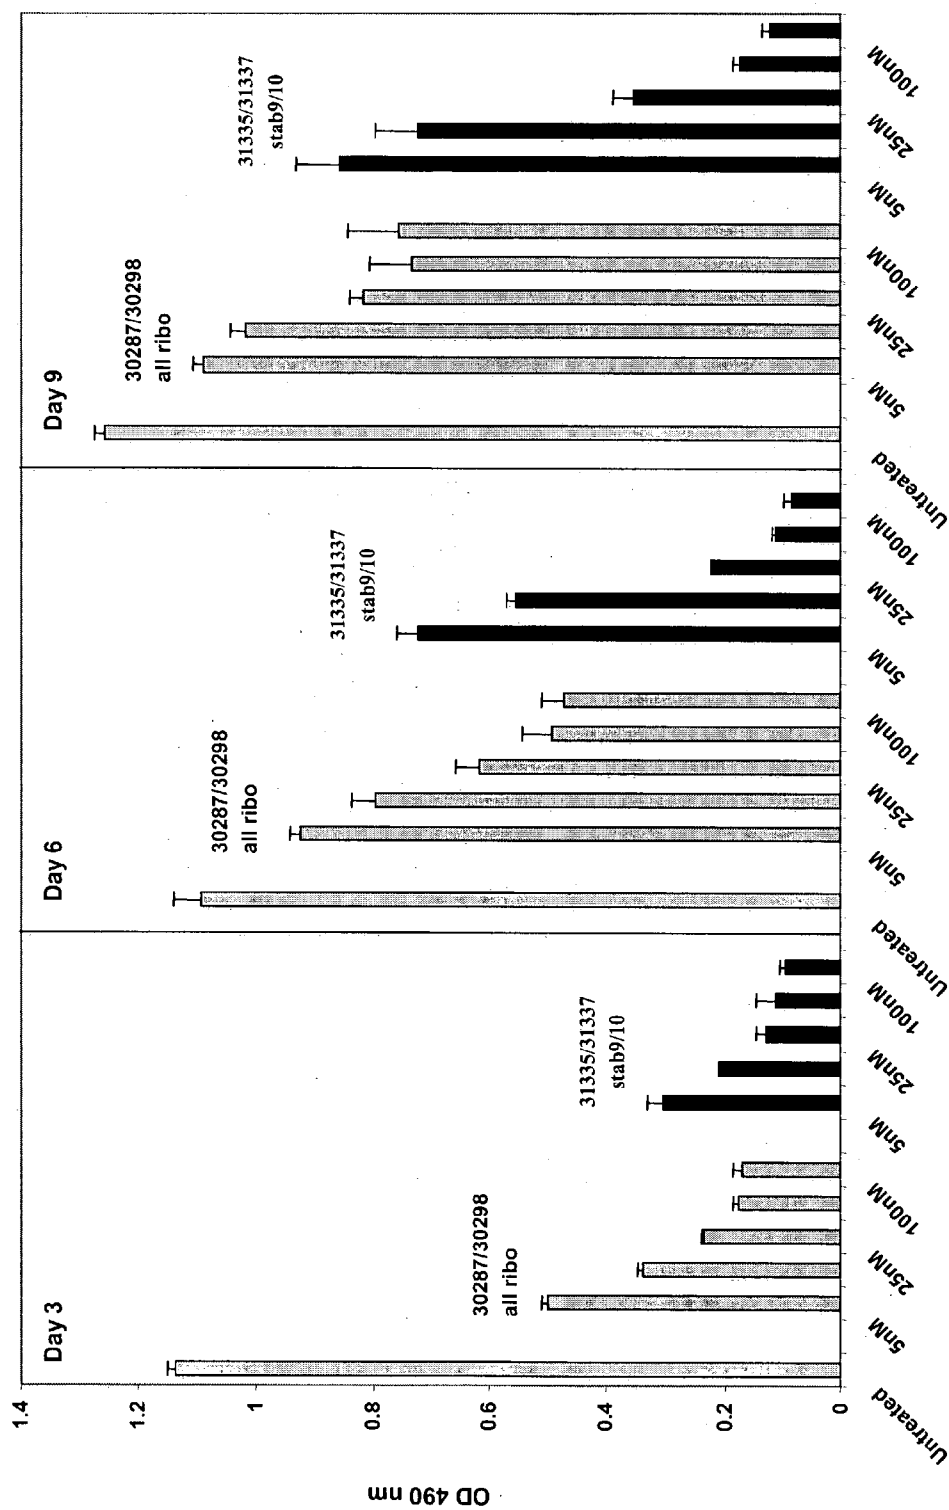 OD 490 nm
1.4
1.2
1
0.8
0.6
0.4
0.2
0
Day 3
30287/30298
all ribo
31335/31337
stab9/10
Untreated
5nM
25nM
100nM
5nM
25nM
100nM
Day 6
30287/30298
all ribo
31335/31337
stab9/10
Untreated
5nM
25nM
100nM
5nM
25nM
100nM
Day 9
30287/30298
all ribo
31335/31337
stab9/10
Untreated
5nM
25nM
100nM
5nM
25nM
100nM